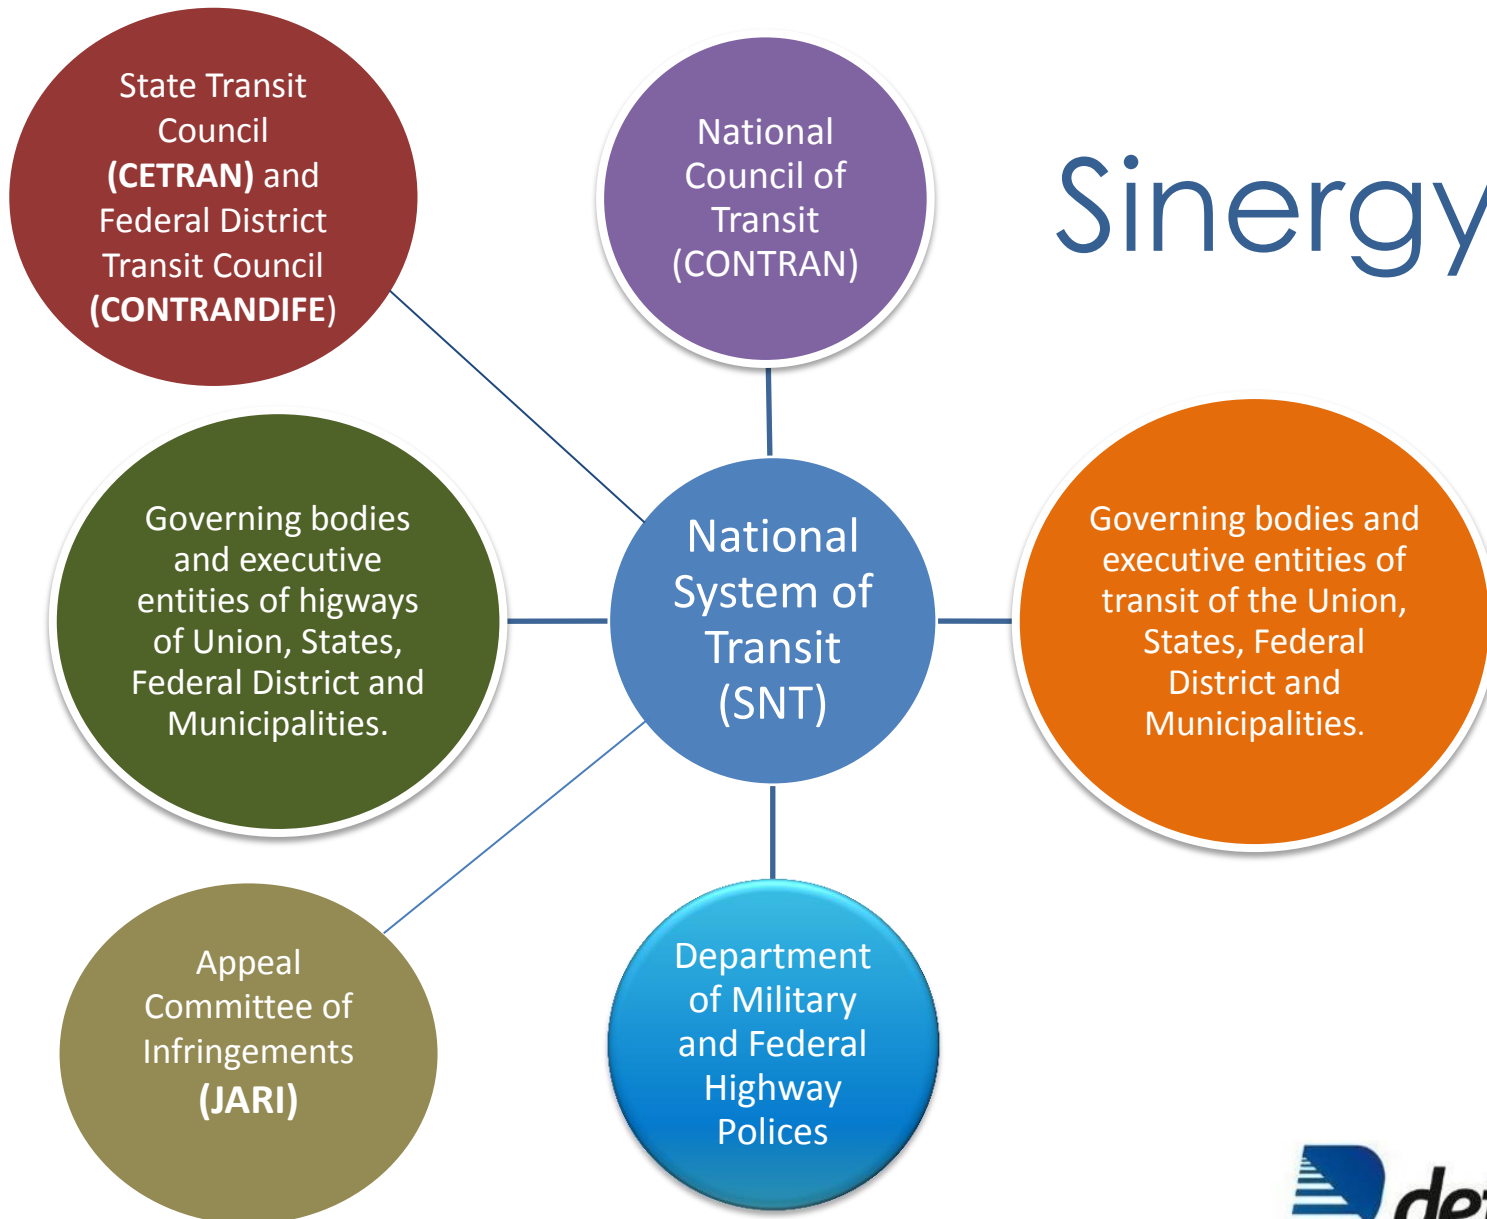 State Transit
Council
(CETRAN) and
Federal District
Transit Council
(CONTRANDIFE)
National
Council of
Transit
(CONTRAN)
Sinergy
Governing bodies
and executive
entities of higways
of Union, States,
Federal District and
Municipalities.
National
System of
Transit
(SNT)
Governing bodies and
executive entities of
transit of the Union,
States, Federal
District and
Municipalities.
Appeal
Committee of
Infringements
(JARI)
Department
of Military
and Federal
Highway
Polices